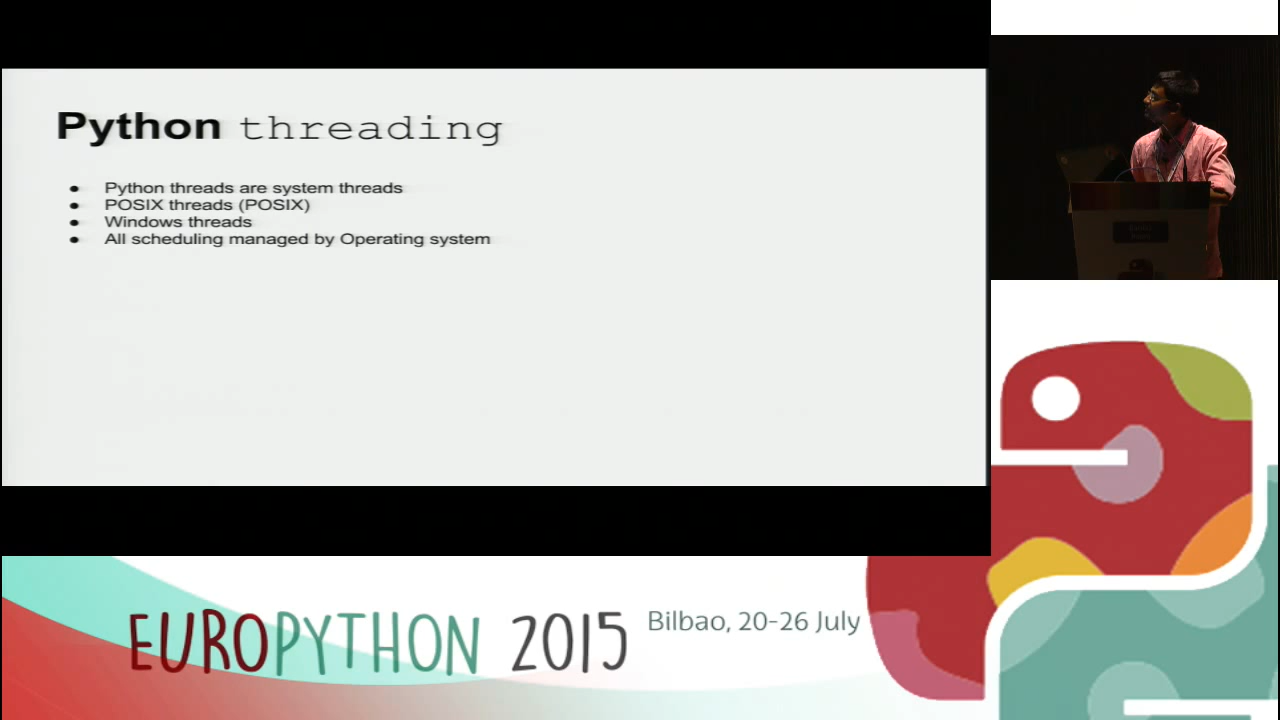 Python threading
Python threads are system threads
POSIX threads (POSIX)
Windows threads
All scheduling managed by Operating system
EUROPYTHON 2015
Bilbao, 20-26 July